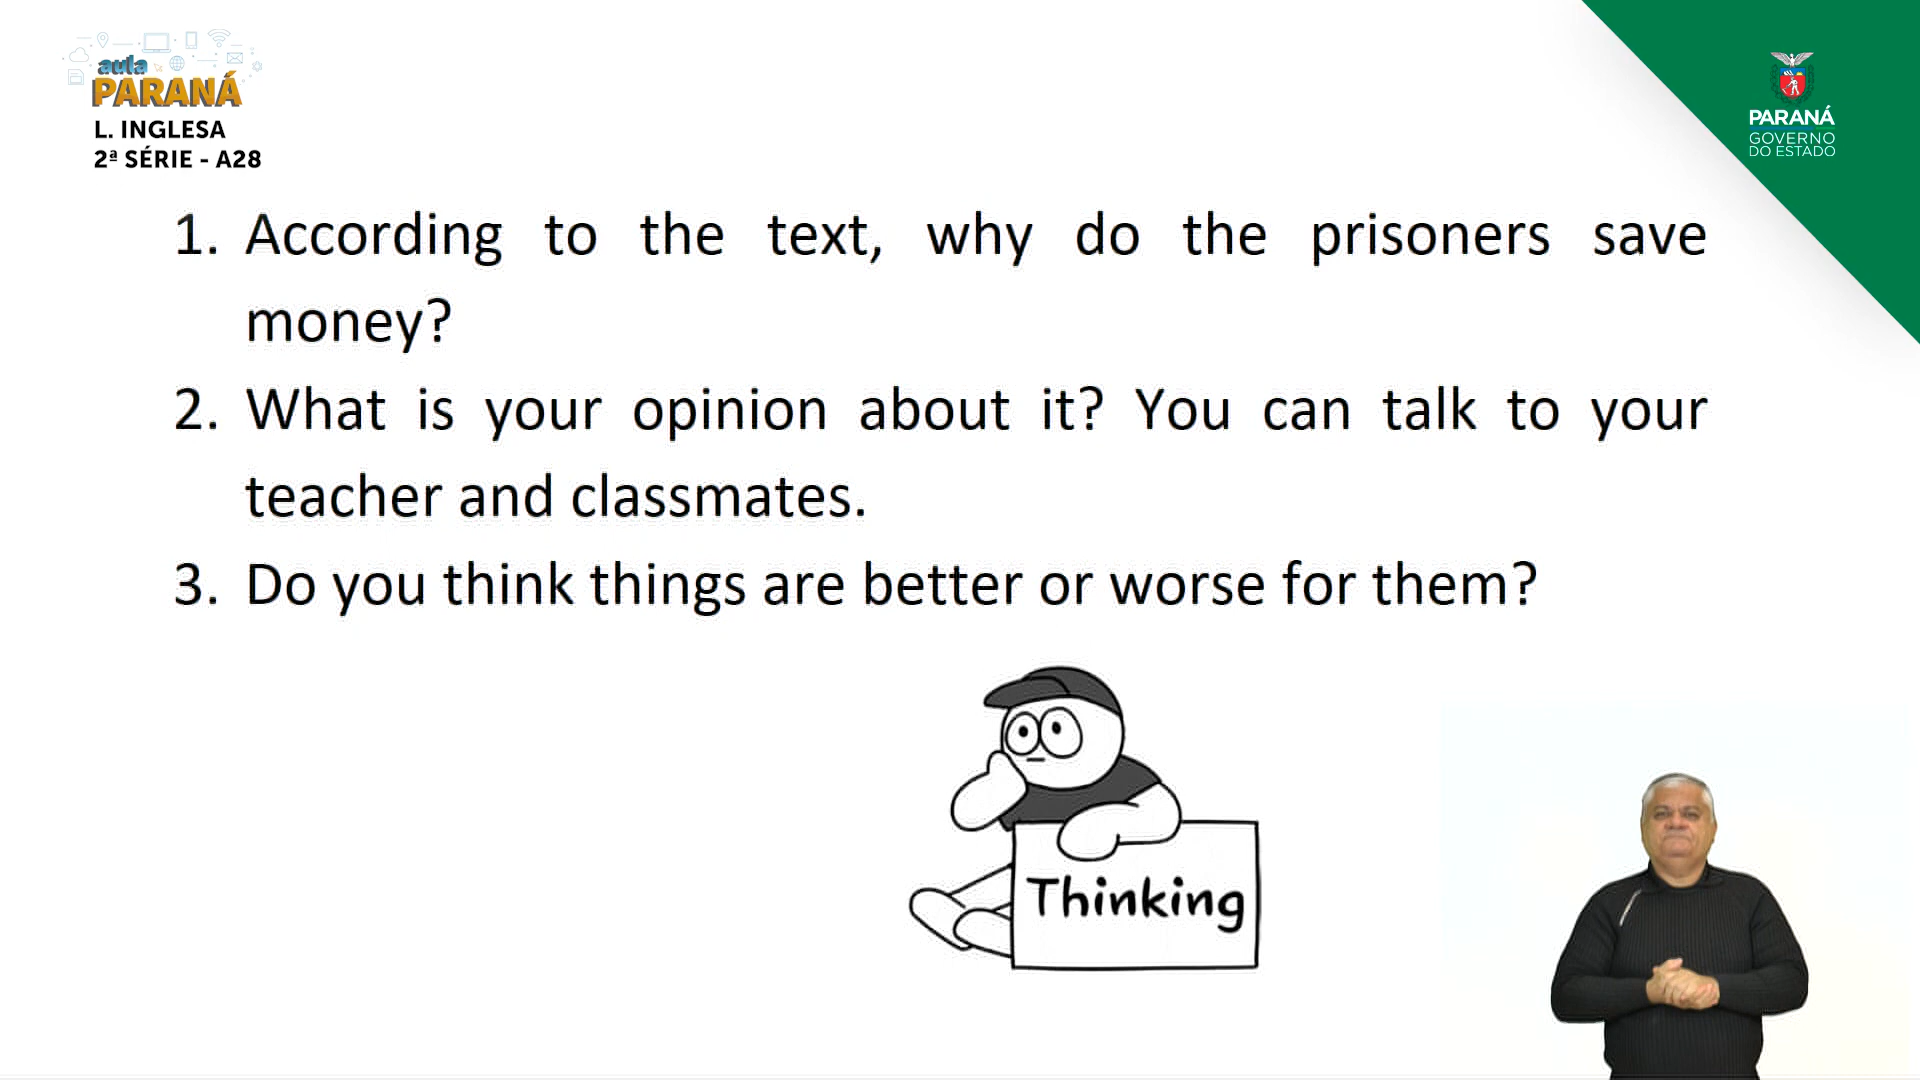 aula
PARANÁ
L. INGLESA
2ª SÉRIE - A28
PARANÁ
GOVERNO
DO ESTADO
1. According to the text, why do the prisoners save
money?
2. What is your opinion about it? You can talk to your
teacher and classmates.
3. Do you think things are better or worse for them?
Thinking